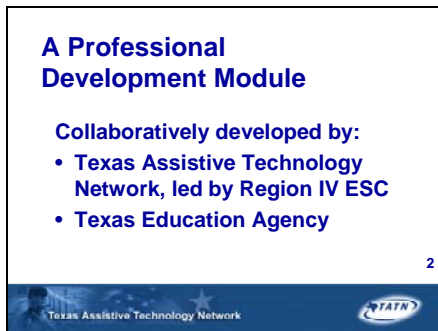 A Professional
Development Module
Collaboratively developed by:
• Texas Assistive Technology
Network, led by Region IV ESC
• Texas Education Agency
2
Texas Assistive Technology Network
TATN